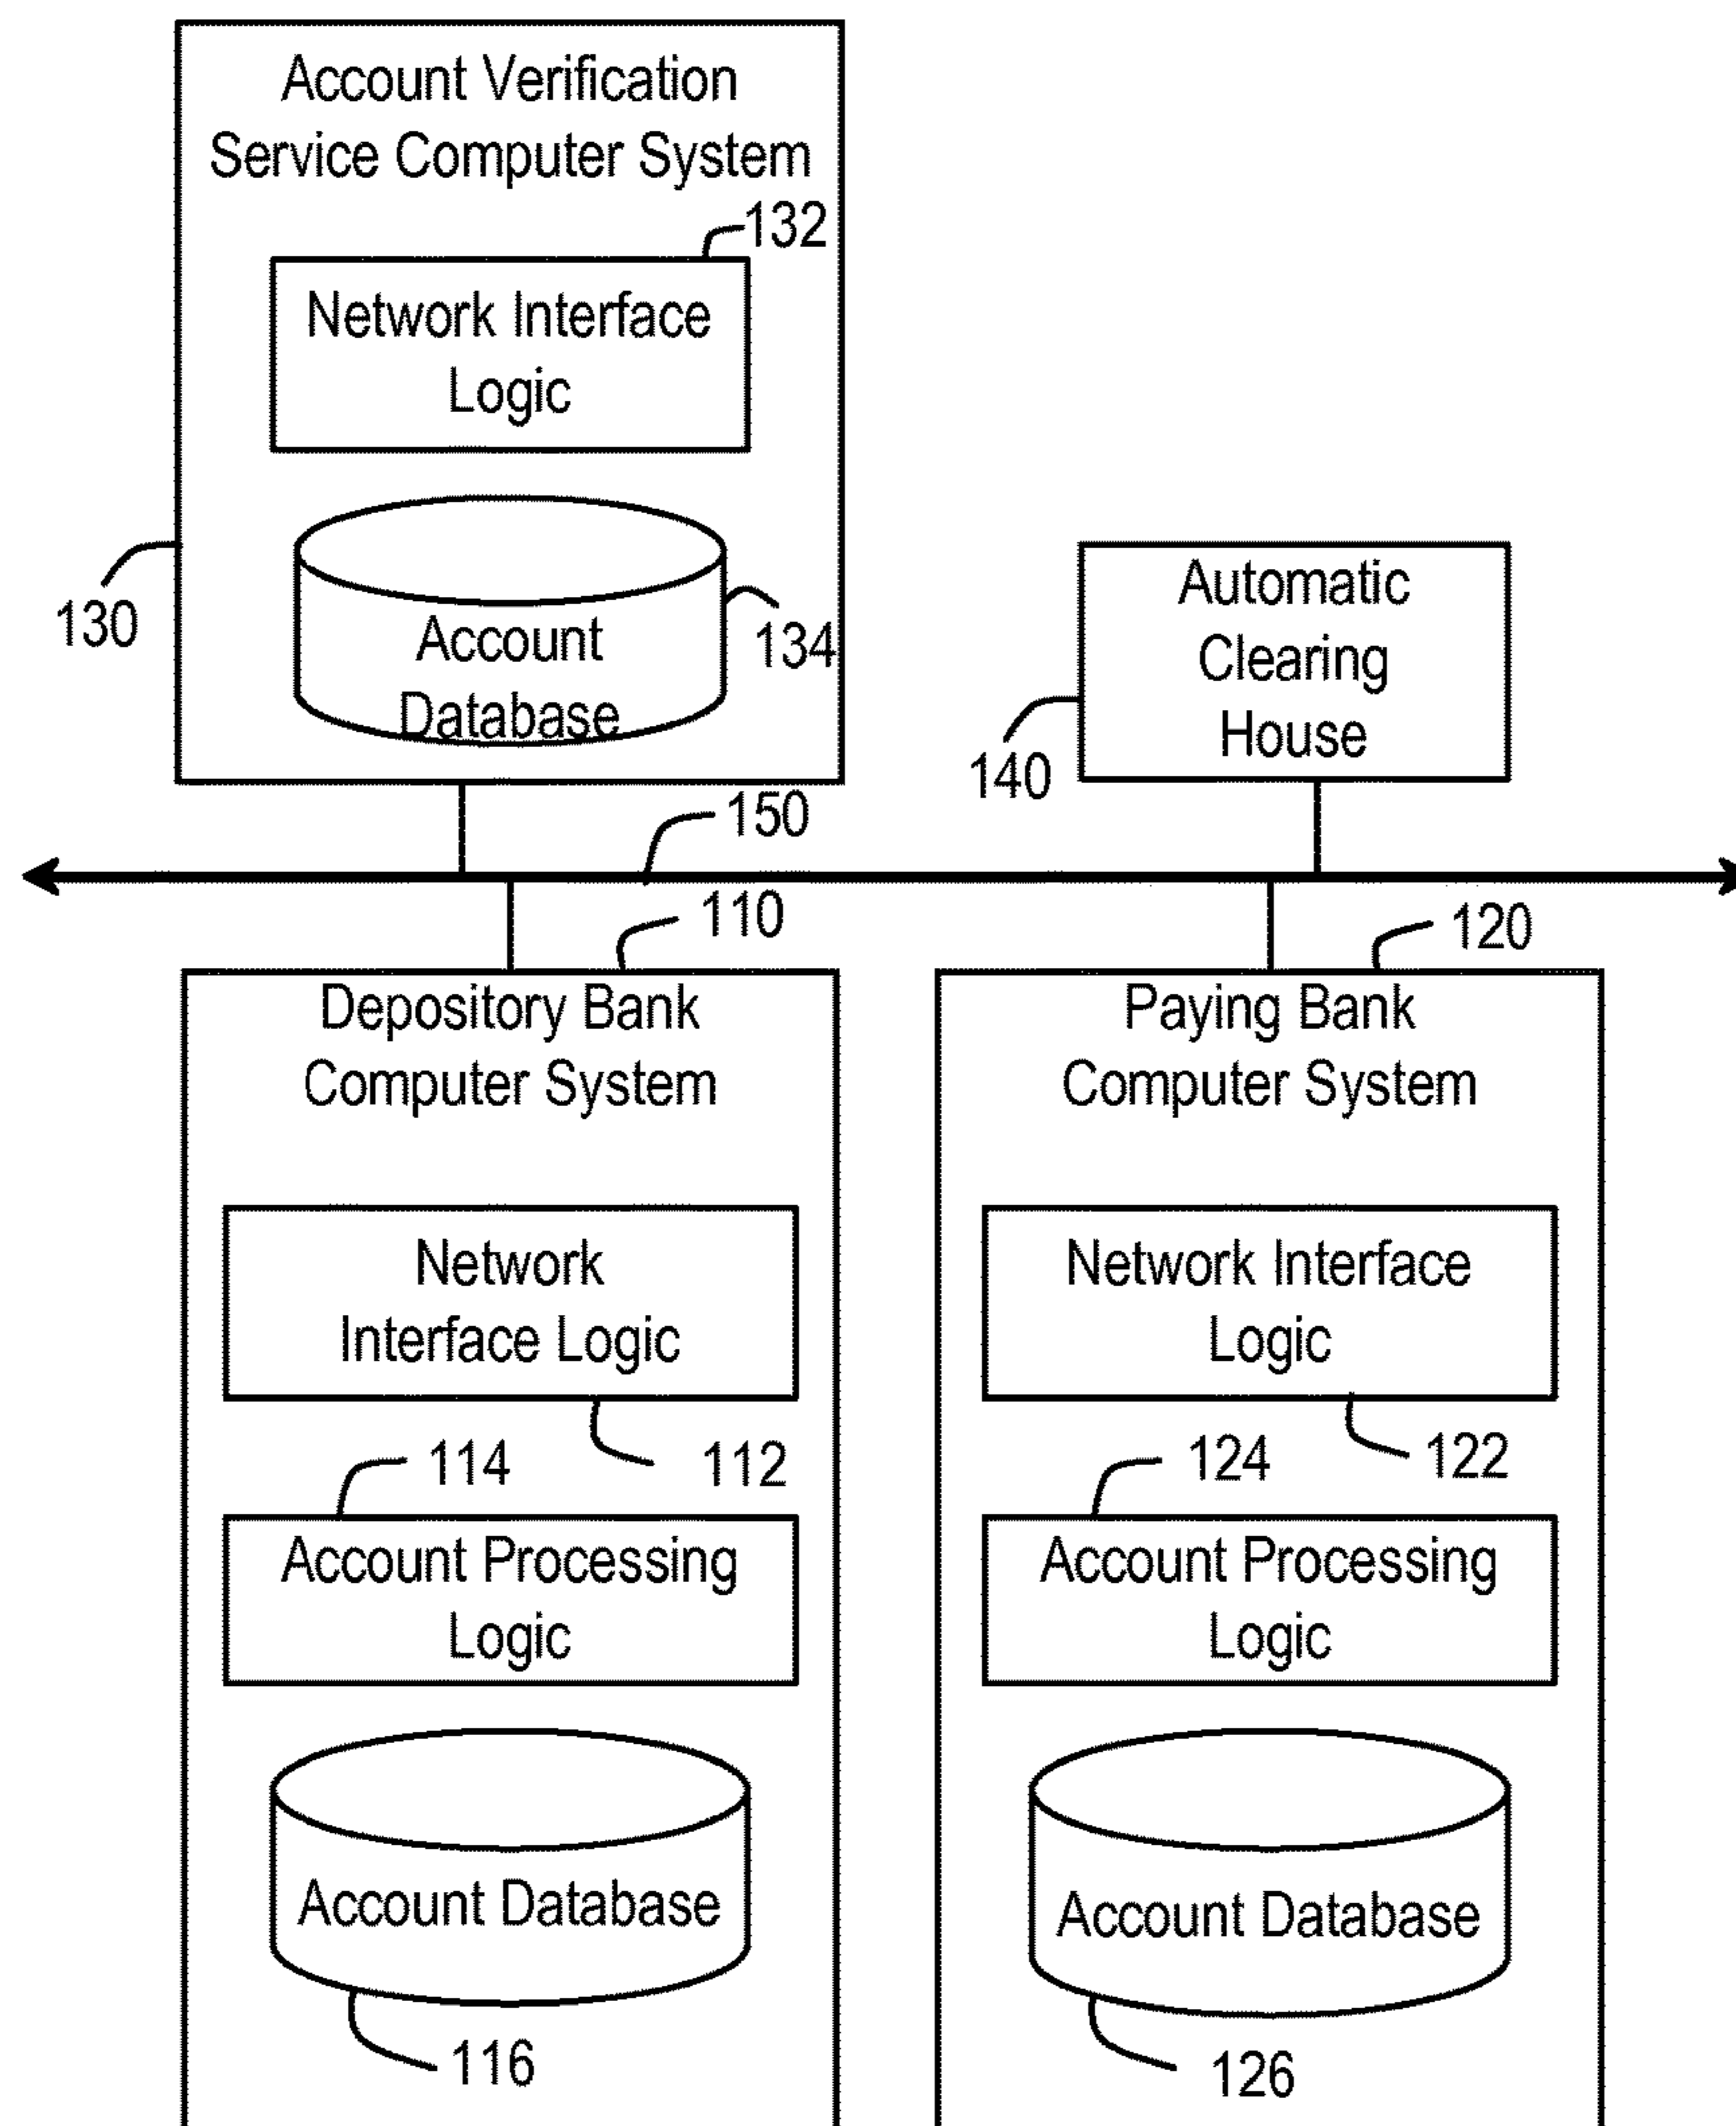 Account Verification
Service Computer System
132
Network Interface
Logic
Account
Database
134
130
Automatic
Clearing
House
140
150
110
120
Depository Bank
Computer System
Network
Interface Logic
112
114
Account Processing
Logic
Account Database
116
Paying Bank
Computer System
Network Interface
Logic
122
124
Account Processing
Logic
Account Database
126